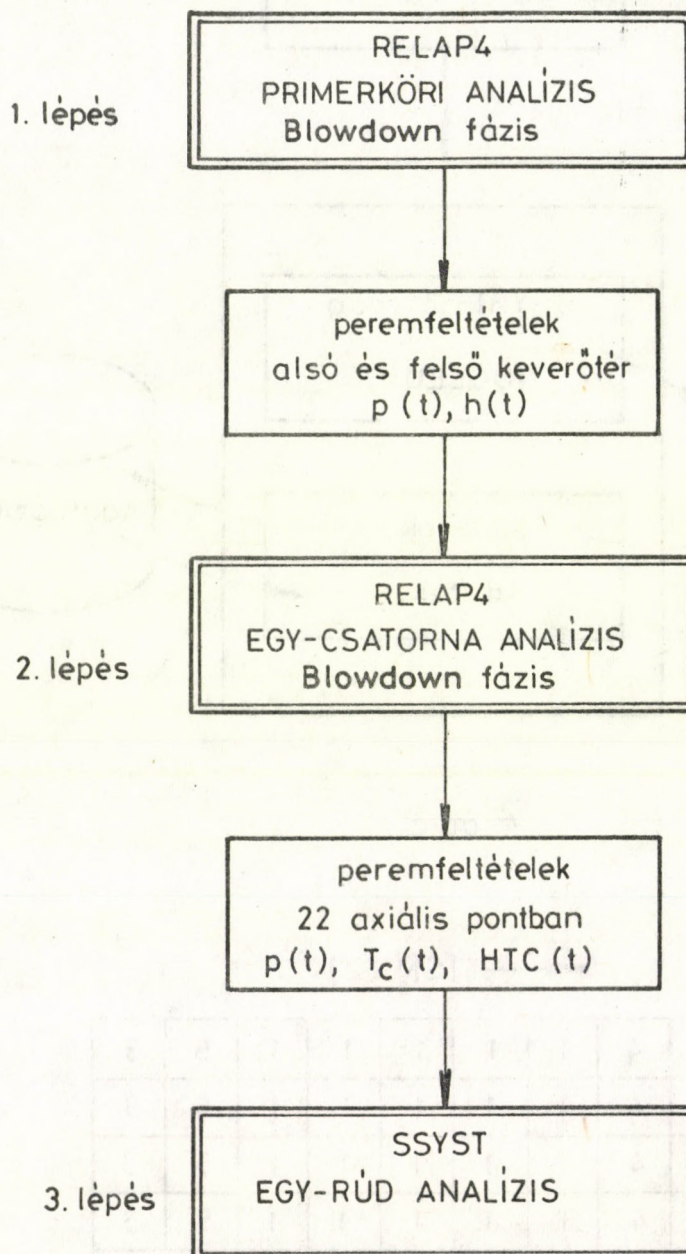 RELAP4
1. lépés
PRIMERKÖRI ANALÍZIS
Blowdown fázis
peremfeltételek
alsó és felső keverőtér
p (t), h(t)
RELAP4
EGY-CSATORNA ANALÍZIS
2. lépés
Blowdown fázis
peremfeltételek
22 axiális pontban
p(t), Tc(t), HTC (t)
SSYST
EGY-RÚD ANALÍZIS
3. lépés